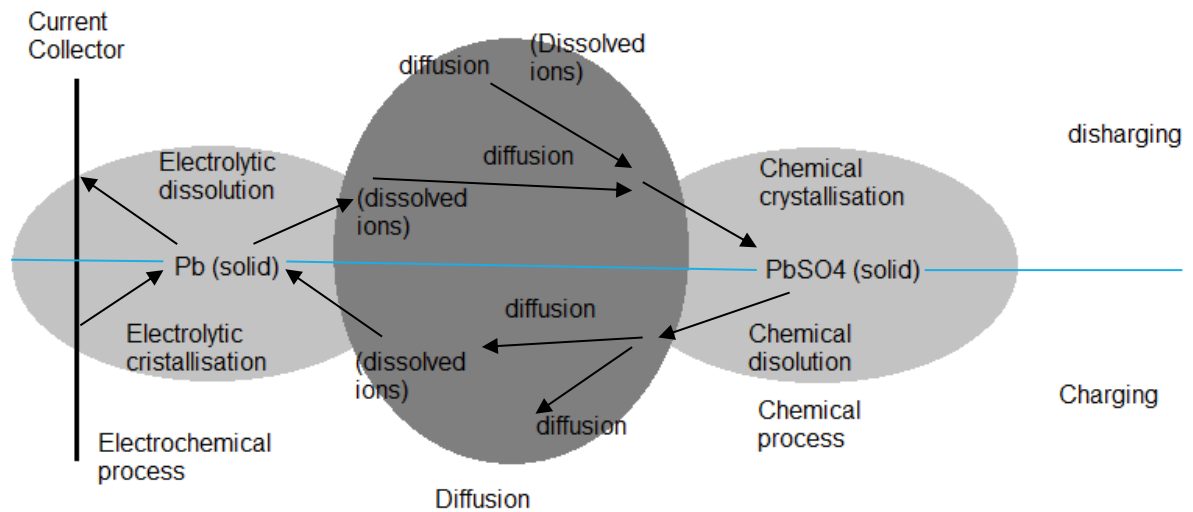 Current
Collector
diffusion
(Dissolved
ions)
disharging
Electrolytic
dissolution
diffusion
Chemical
crystallisation
(dissolved
ions)
Pb (solid)
PbSO4 (solid)
diffusion
Electrolytic
cristallisation
(dissolved
ions)
Chemical
disolution
Charging
diffusion
Chemical
process
Electrochemical
process
Diffusion